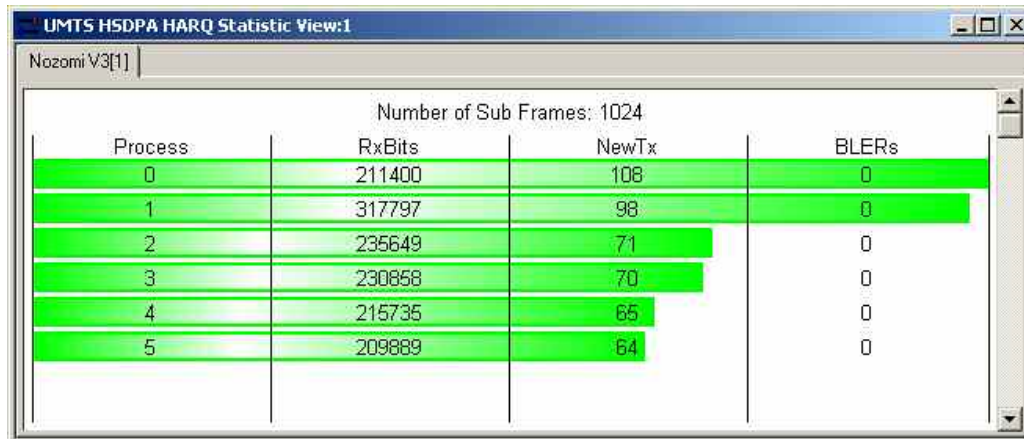 UMTS HSDPA HARQ Statistic View:1
Nozomi V3[1]
Number of Sub Frames: 1024
Process RxBits NewTx BLERs
0 211400 108 0
1 317797 98 0
2 235649 71 0
3 230858 70 0
4 215735 65 0
5 209889 64 0